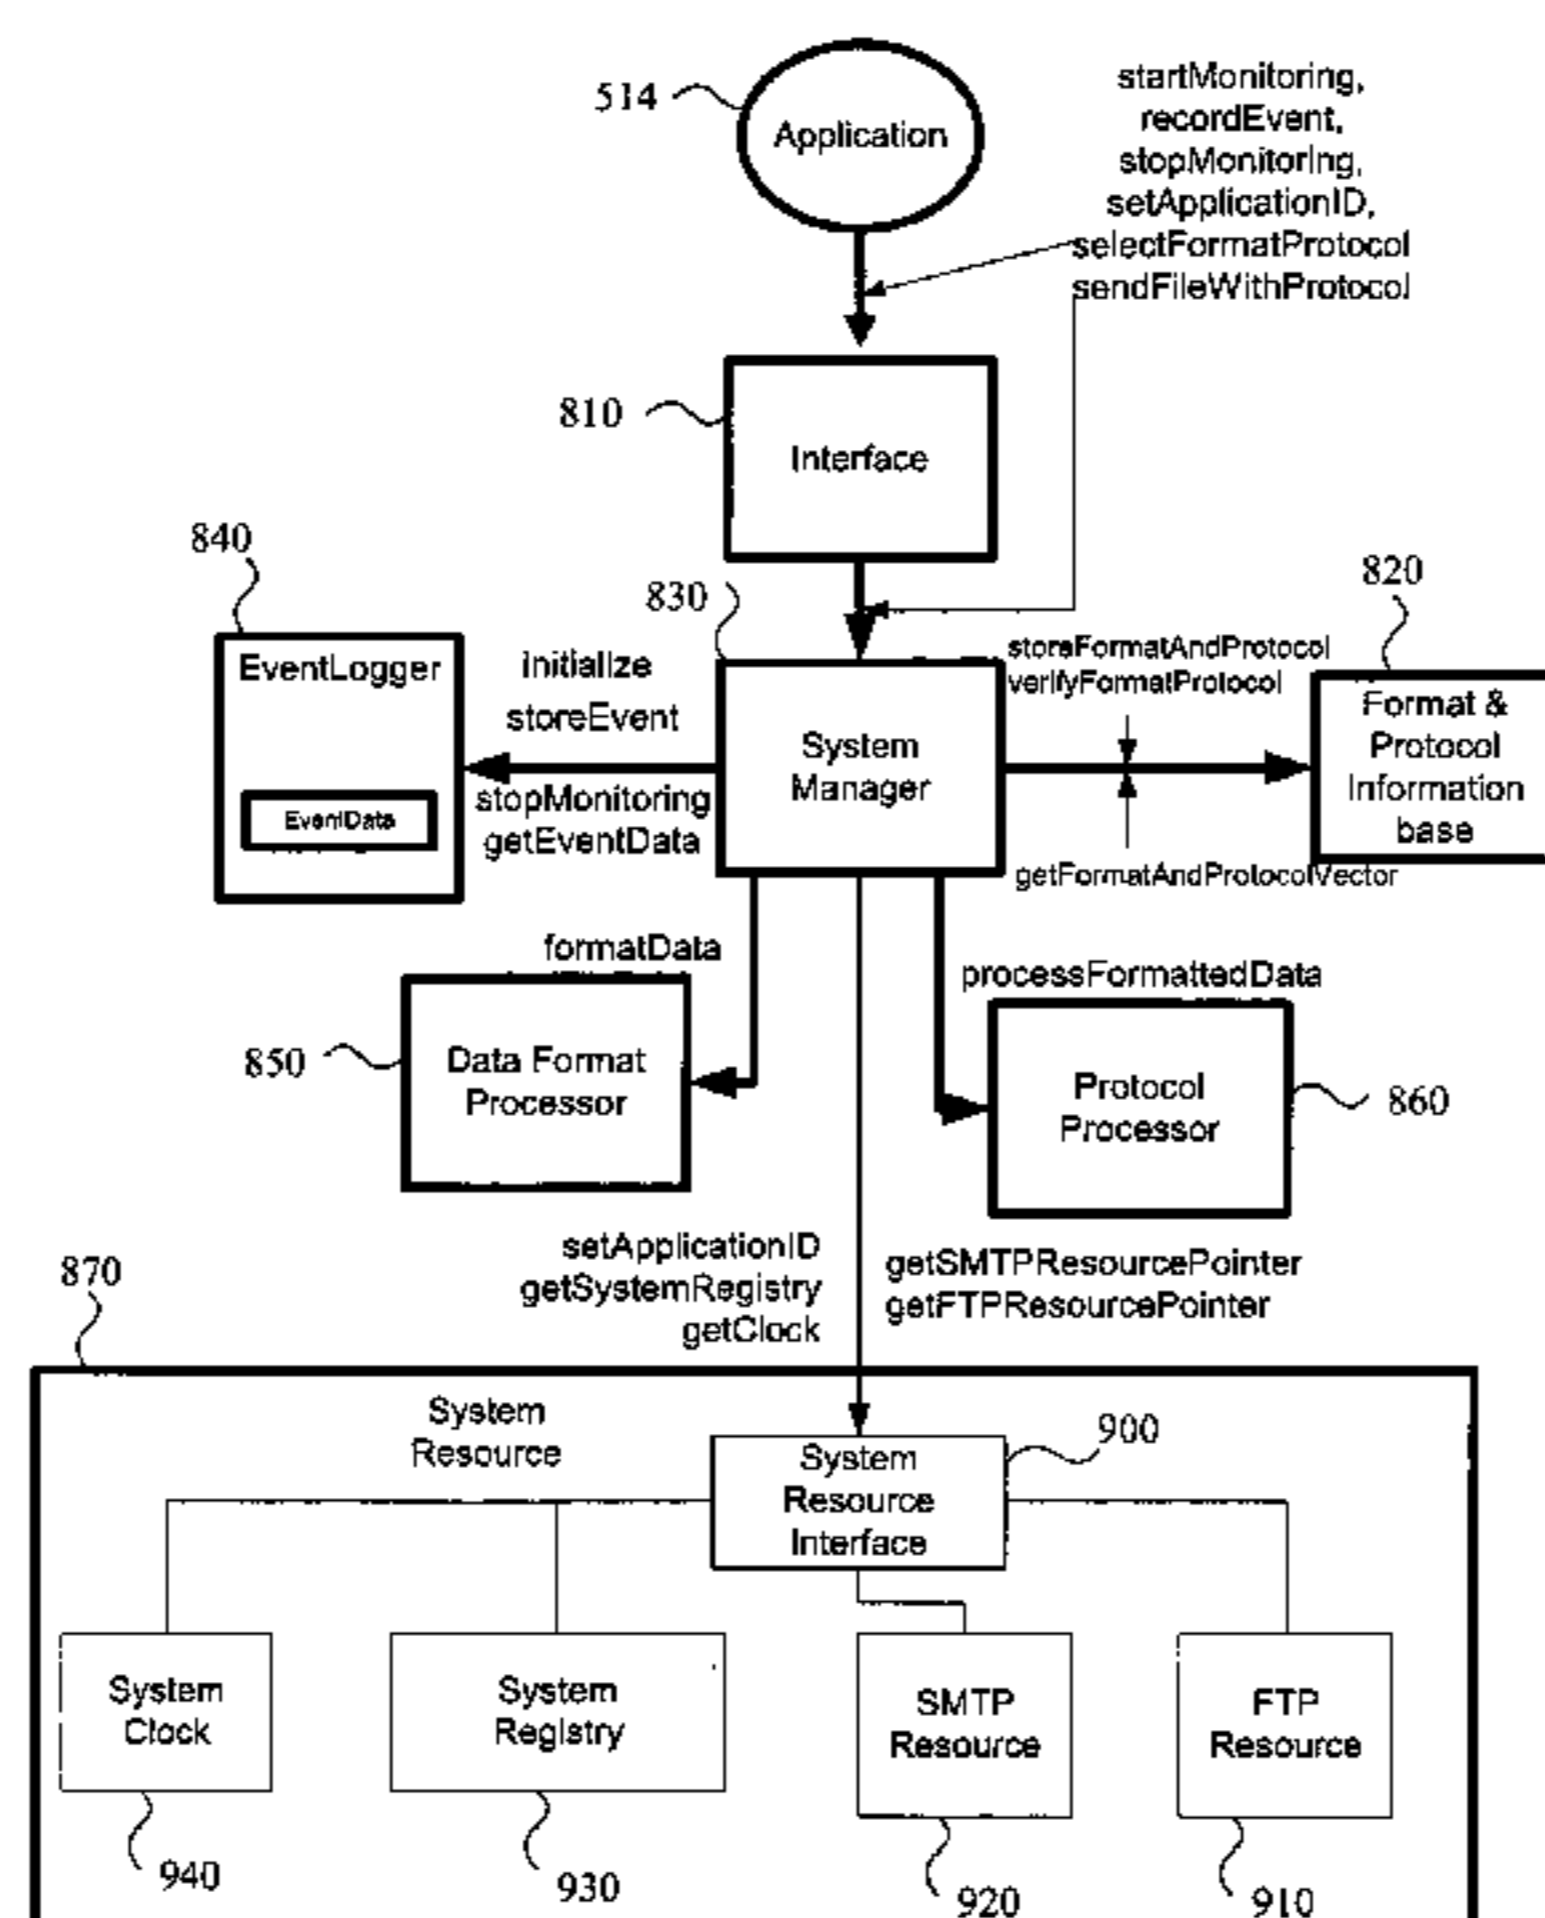 514
Application
startMonitoring,
recordEvent,
stopMonitoring,
setApplicationID,
selectFormatProtocol
sendFileWithProtocol
810
Interface
840
830
820
EventLogger
EventData
initialize
storeEvent
stopMonitoring
getEventData
System
Manager
storeFormatAndProtocol
verifyFormatProtocol
getFormatAndProtocolVector
Format &
Protocol
Information
base
formatData
processFormattedData
850
Data Format
Processor
Protocol
Processor
860
setApplicationID
getSystemRegistry
getClock
getSMTPResourcePointer
getFTPResourcePointer
870
System
Resource
System
Resource
Interface
900
System
Clock
System
Registry
SMTP
Resource
FTP
Resource
940
930
920
910